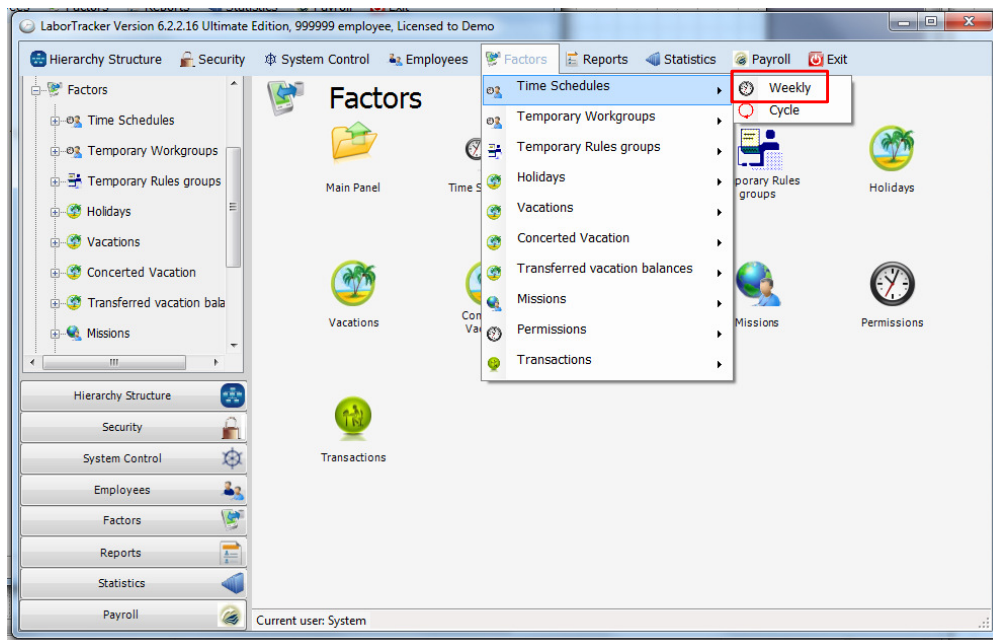 LaborTracker Version 6.2.2.16 Ultimate Edition, 999999 employee, Licensed to Demo
Hierarchy Structure Security System Control Employees Factors Reports Statistics Payroll Exit
Factors
Time Schedules
Temporary Workgroups
Temporary Rules groups
Holidays
Vacations
Concerted Vacation
Transferred vacation bala
Missions
Hierarchy Structure
Security
System Control
Employees
Factors
Reports
Statistics
Payroll
Factors
Main Panel
Time S
porary Rules
groups
Holidays
Vacations
Con
Va
Missions
Permissions
Transactions
Time Schedules
Temporary Workgroups
Temporary Rules groups
Holidays
Vacations
Concerted Vacation
Transferred vacation balances
Missions
Permissions
Transactions
Weekly
Cycle
Current user: System